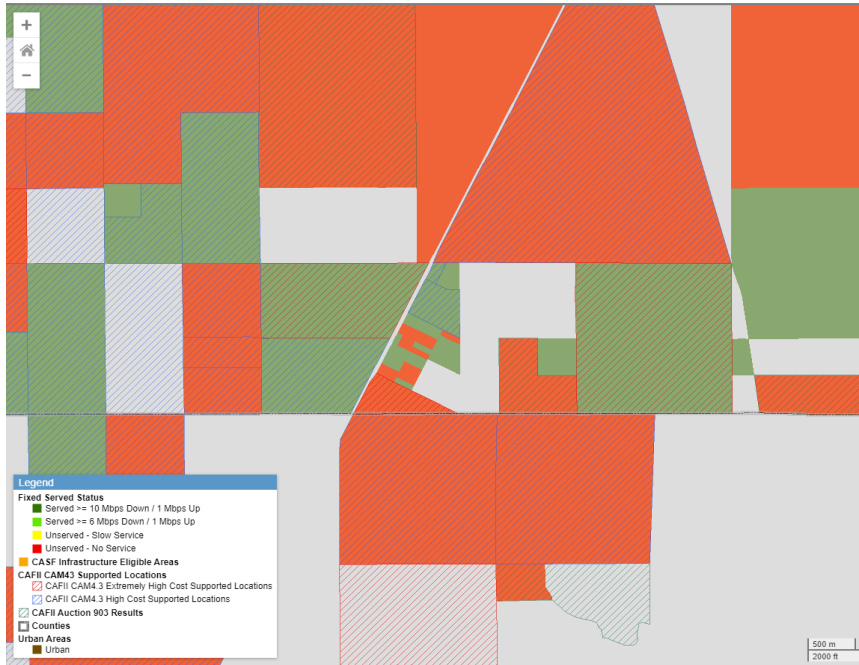 +
−
Legend
Fixed Served Status
Served >= 10 Mbps Down / 1 Mbps Up
Served >= 6 Mbps Down / 1 Mbps Up
Unserved - Slow Service
Unserved - No Service
CASF Infrastructure Eligible Areas
CAFII CAM43 Supported Locations
CAFII CAM4.3 Extremely High Cost Supported Locations
CAFII CAM4.3 High Cost Supported Locations
CAFII Auction 903 Results
Counties
Urban Areas
Urban
500 m
2000 ft